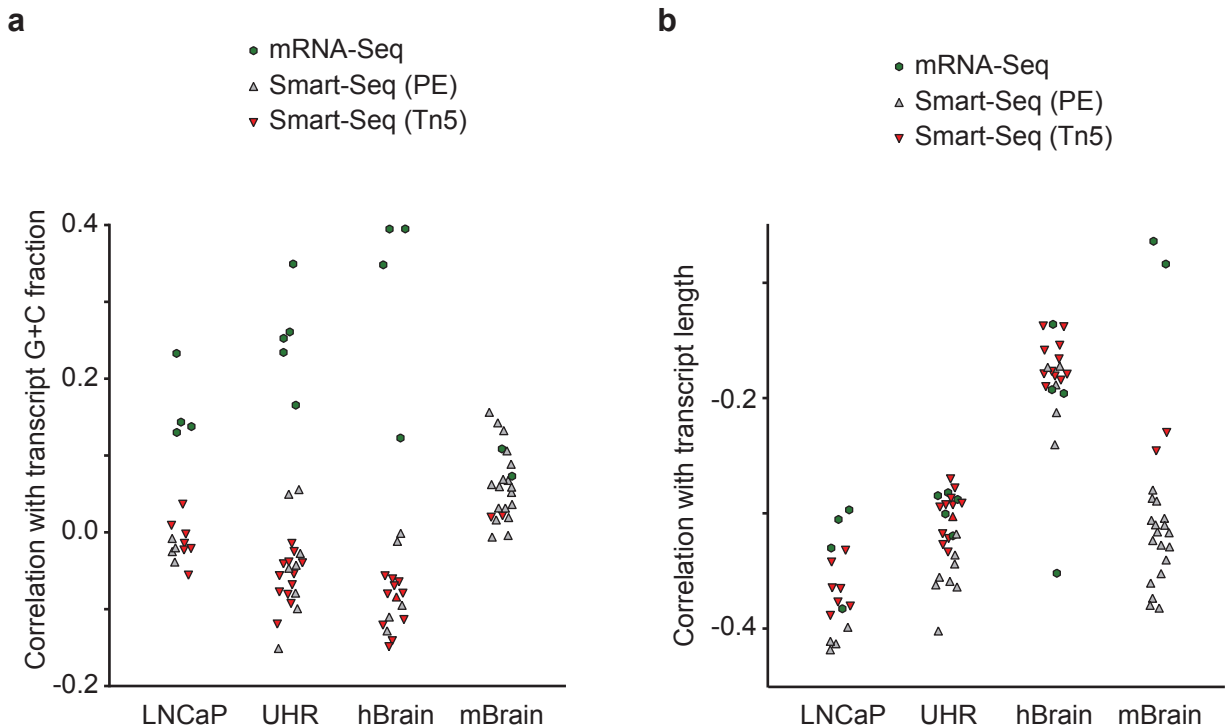 a
mRNA-Seq
Smart-Seq (PE)
Smart-Seq (Tn5)
Correlation with transcript G+C fraction
0.4
0.2
0.0
-0.2
LNCaP UHR hBrain mBrain
b
mRNA-Seq
Smart-Seq (PE)
Smart-Seq (Tn5)
Correlation with transcript length
-0.2
-0.4
LNCaP UHR hBrain mBrain